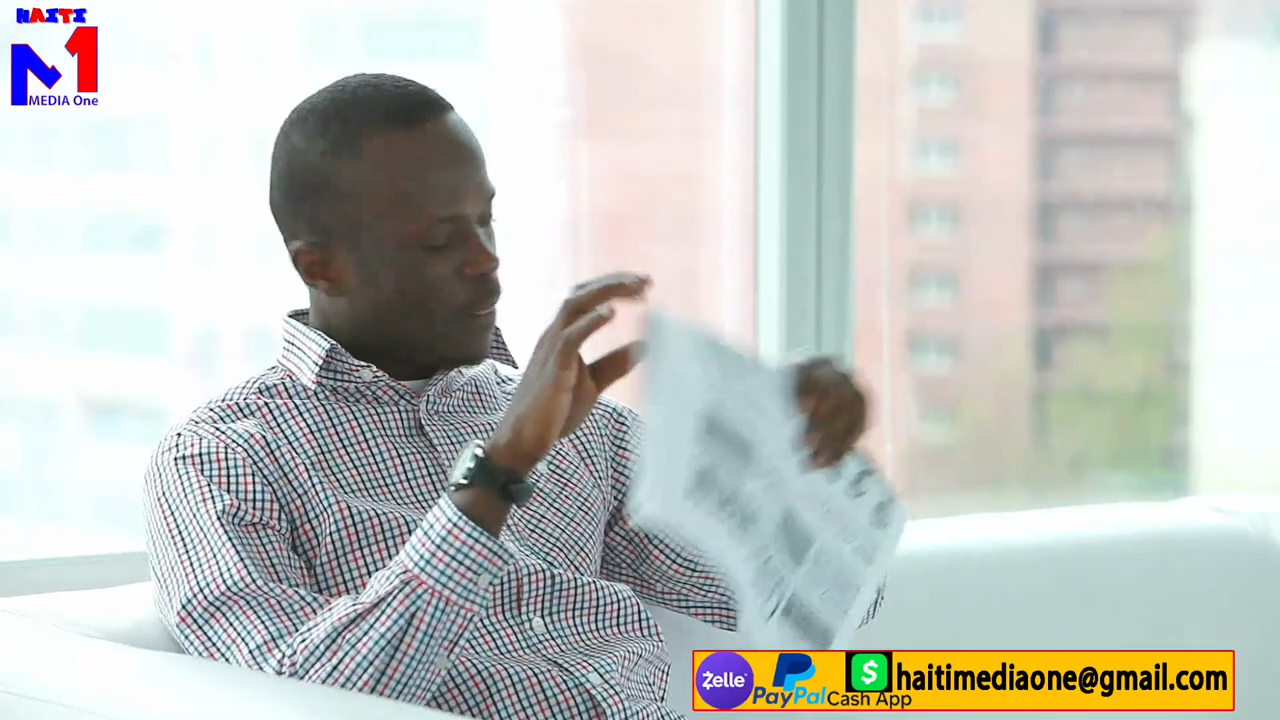 HAITI
M1
MEDIA One
Zelle
PayPal
$
Cash App
haitimediaone@gmail.com